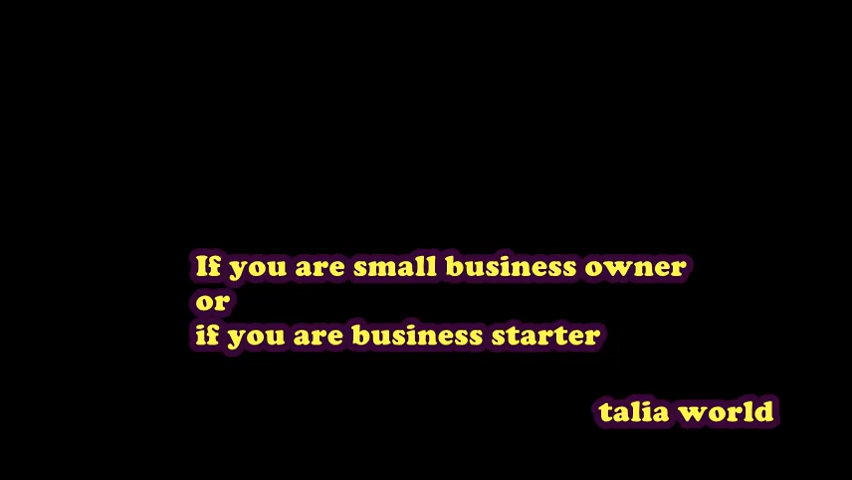 If you are small business owner
or
if you are business starter
talia world